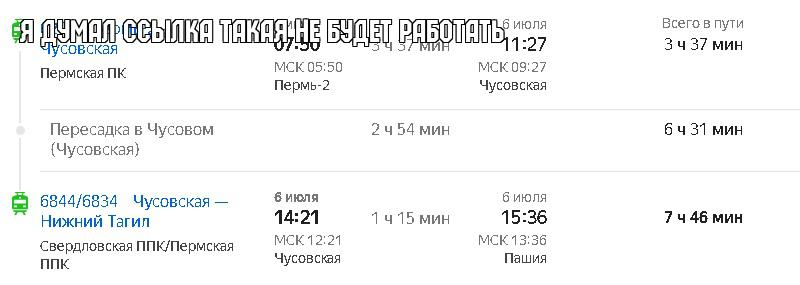 Я ДУМАЛ ССЫЛКА ТАКАЯ НЕ БУДЕТ РАБОТАТЬ
6 июля
Всего в пути
Чусовская
07:50
3 ч 37 мин
11:27
3 ч 37 мин
Пермская ПК
МСК 05:50
МСК 09:27
Пермь-2
Чусовская
Пересадка в Чусовом
2 ч 54 мин
6 ч 31 мин
(Чусовская)
6844/6834 Чусовская —
6 июля
6 июля
Нижний Тагил
14:21
1 ч 15 мин
15:36
7 ч 46 мин
Свердловская ППК/Пермская
МСК 12:21
МСК 13:36
ППК
Чусовская
Пашия